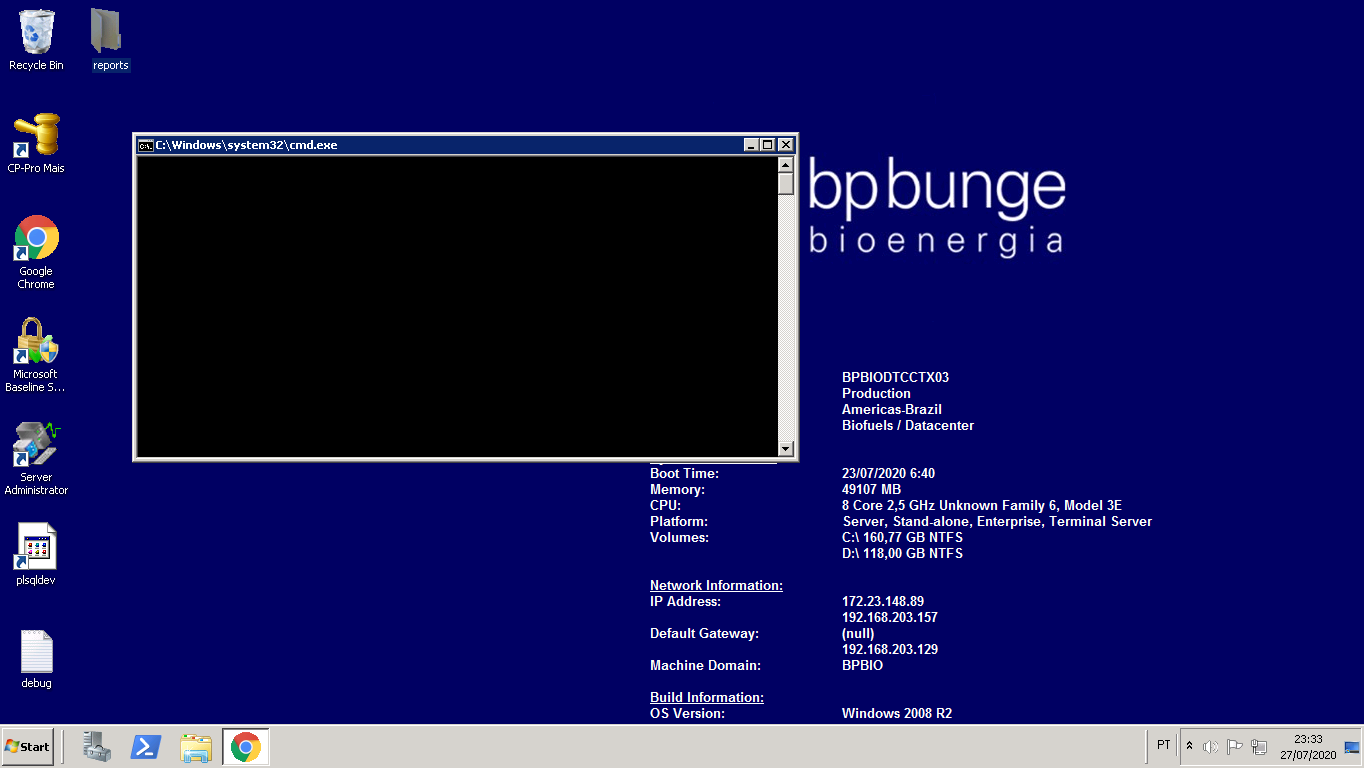 Recycle Bin
reports
CP-Pro Mais
Google
Chrome
Microsoft
Baseline S...
Server
Administrator
plsqldev
debug
C:\Windows\system32\cmd.exe
C:\.
bpbunge
bioenergia
BPBIODTCCTX03
Production
Americas-Brazil
Biofuels / Datacenter
Boot Time: 23/07/2020 6:40
Memory: 49107 MB
CPU: 8 Core 2,5 GHz Unknown Family 6, Model 3E
Platform: Server, Stand-alone, Enterprise, Terminal Server
Volumes: C:\ 160,77 GB NTFS
D:\ 118,00 GB NTFS
Network Information:
IP Address: 172.23.148.89
192.168.203.157
Default Gateway: (null)
192.168.203.129
Machine Domain: BPBIO
Build Information:
OS Version: Windows 2008 R2
Start
PT
23:33
27/07/2020